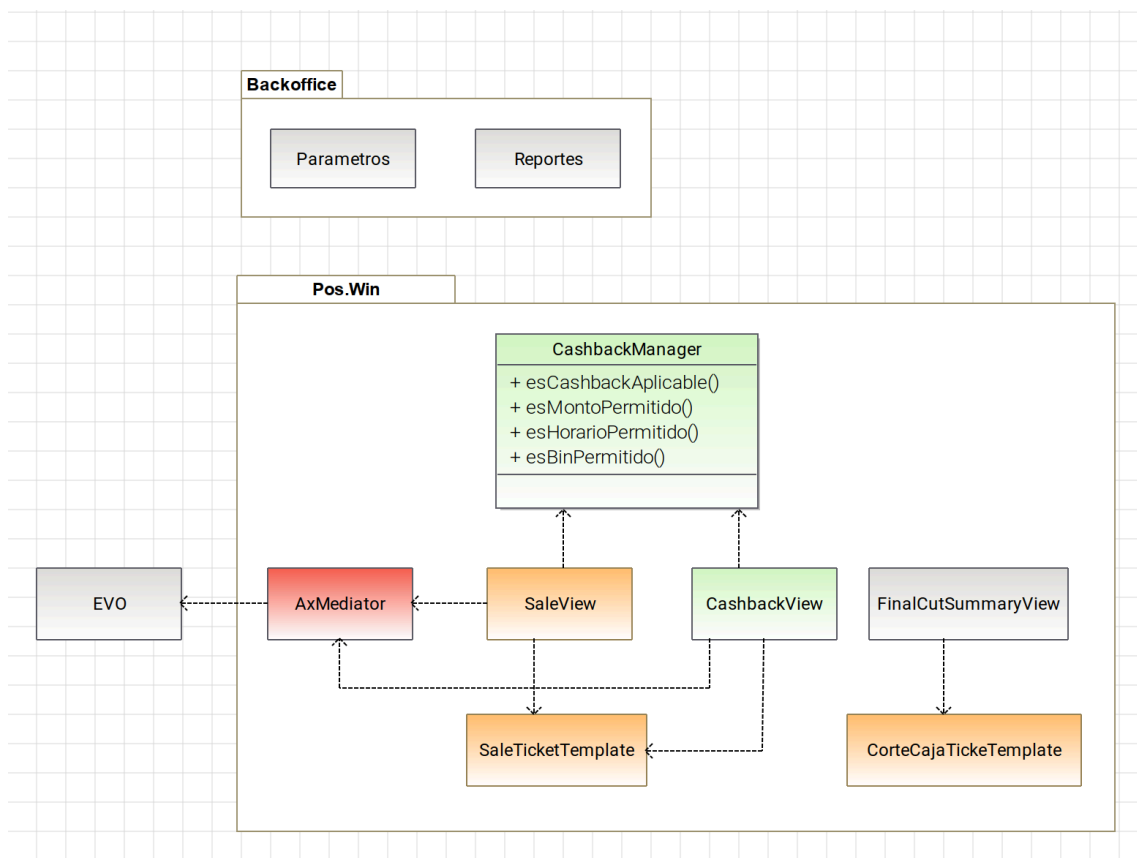 Backoffice
Parametros
Reportes
Pos.Win
CashbackManager
+ esCashbackAplicable()
+ esMontoPermitido()
+ esHorarioPermitido()
+ esBinPermitido()
EVO
AxMediator
SaleView
CashbackView
FinalCutSummaryView
SaleTicketTemplate
CorteCajaTickeTemplate